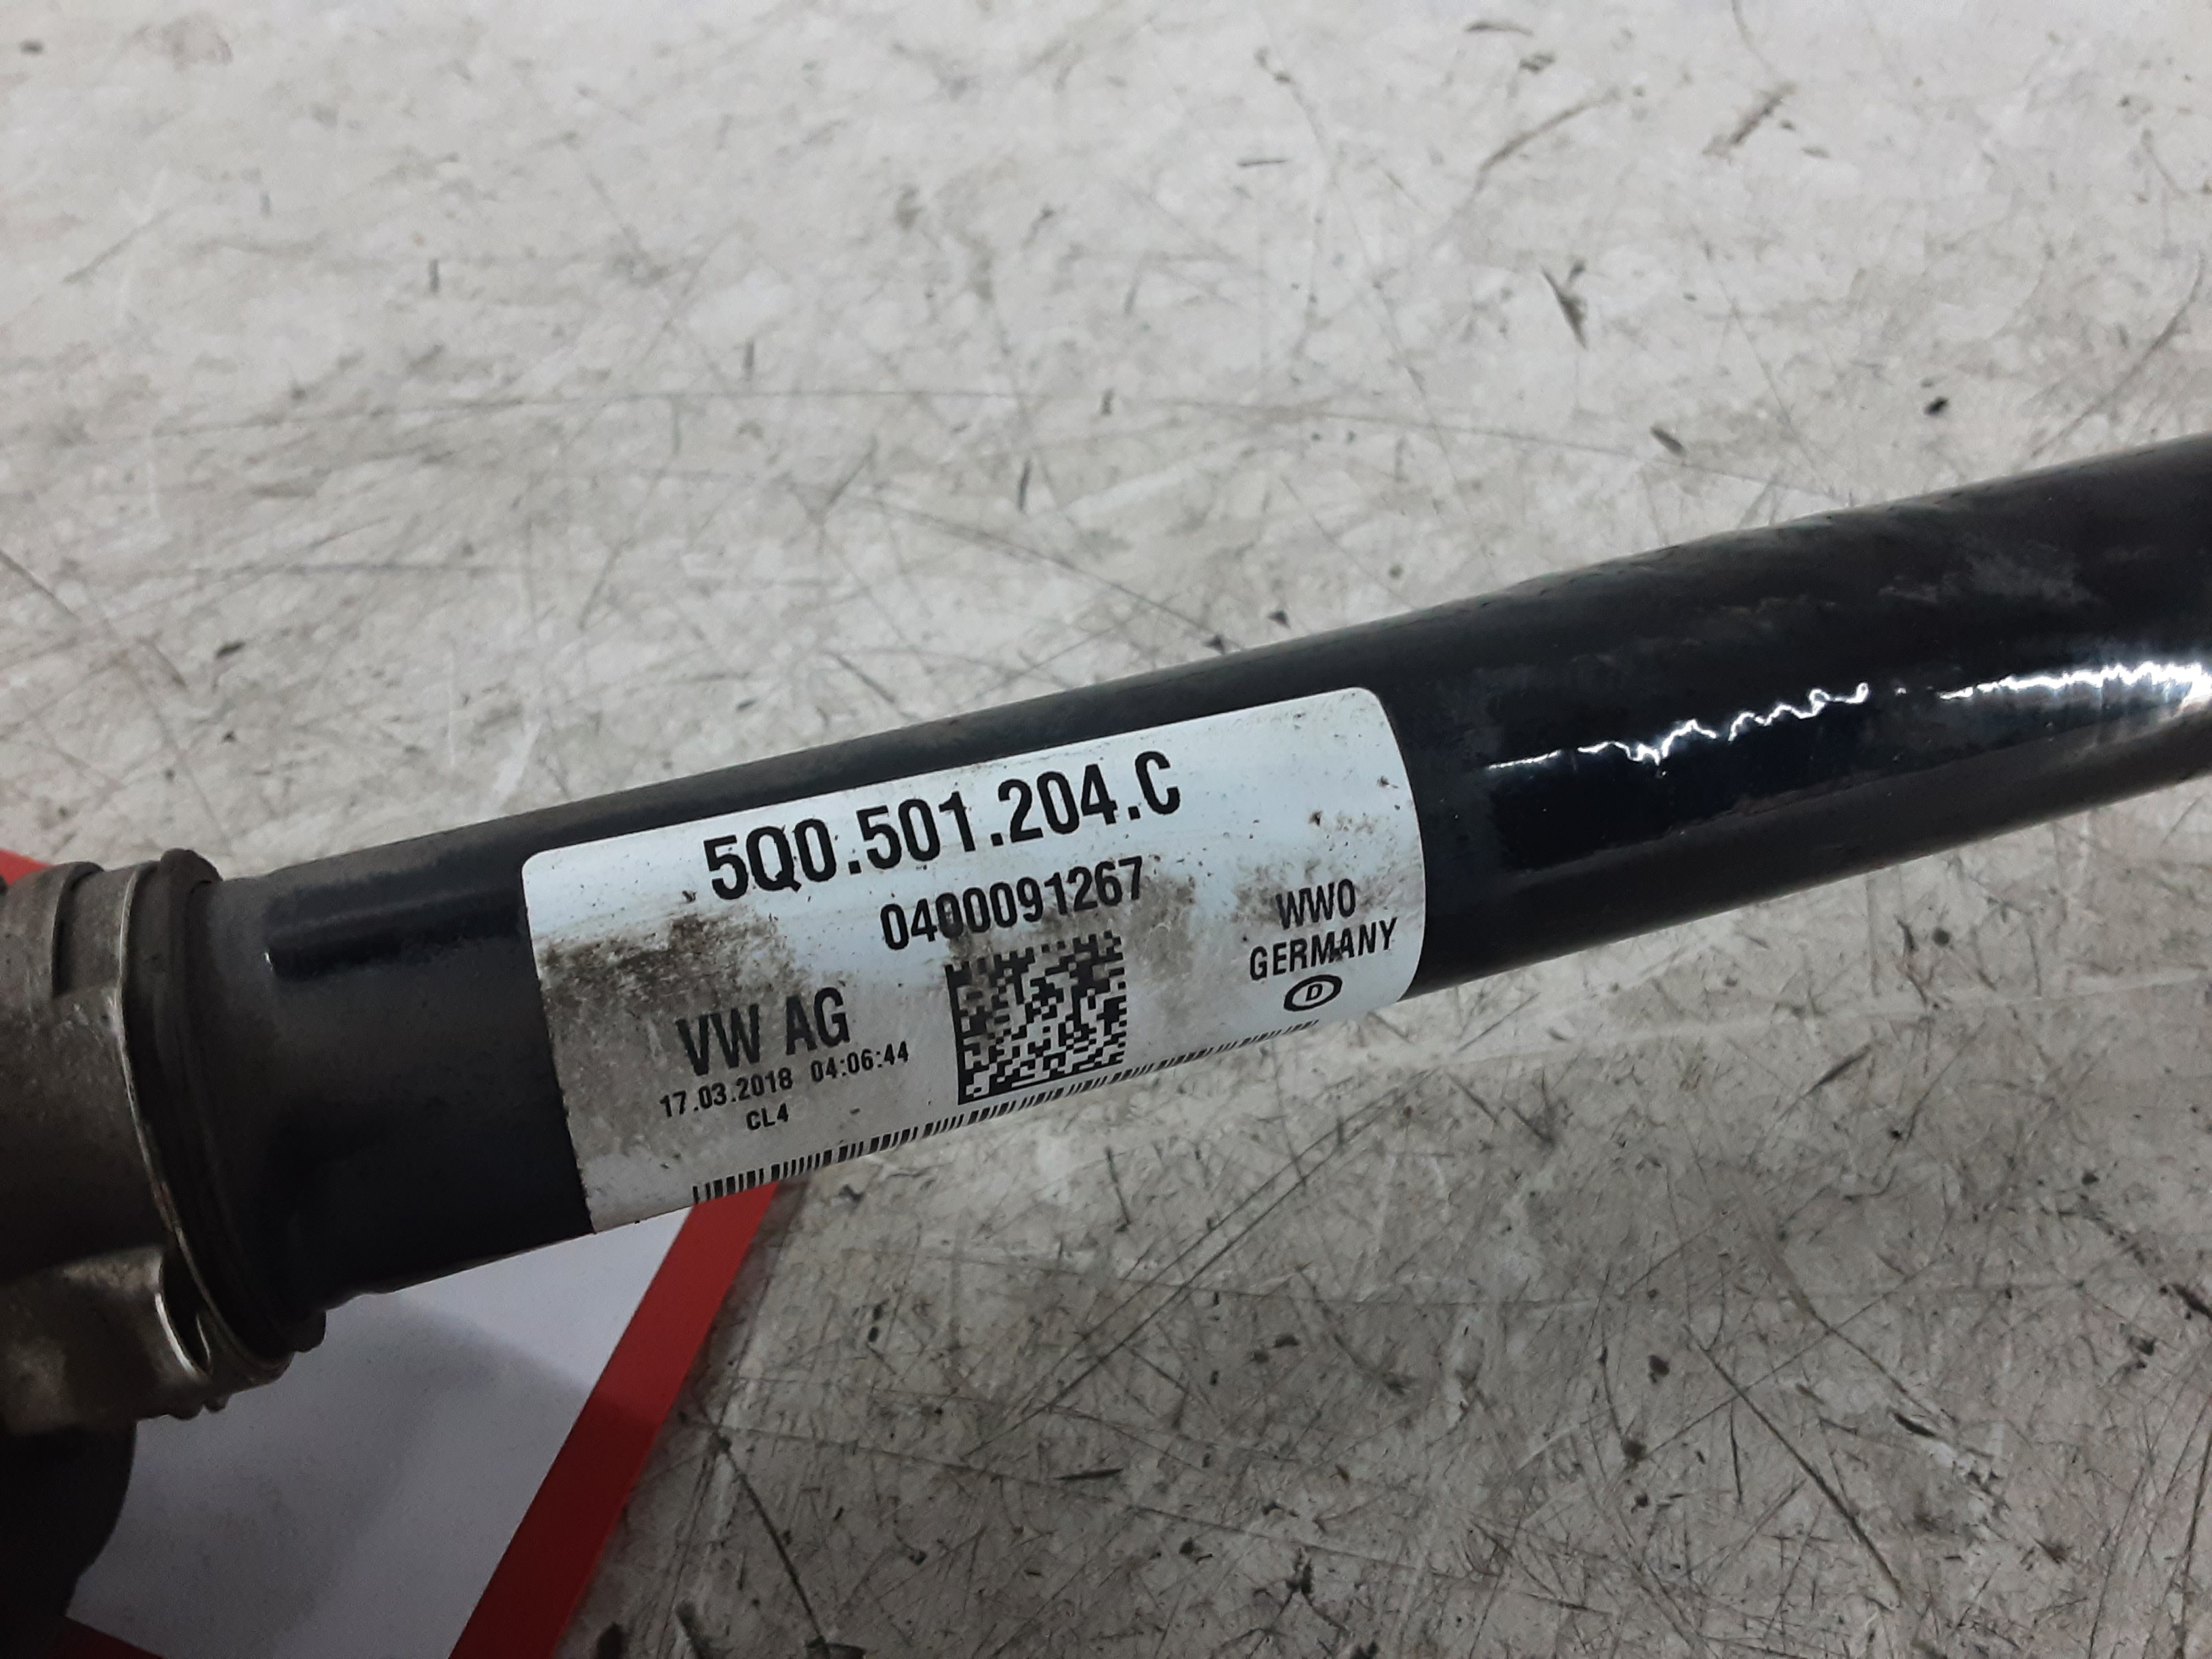 5Q0.501.204.C
0400091267
WWO
GERMANY
D
VW AG
17.03.2018 04:06:44
CL4